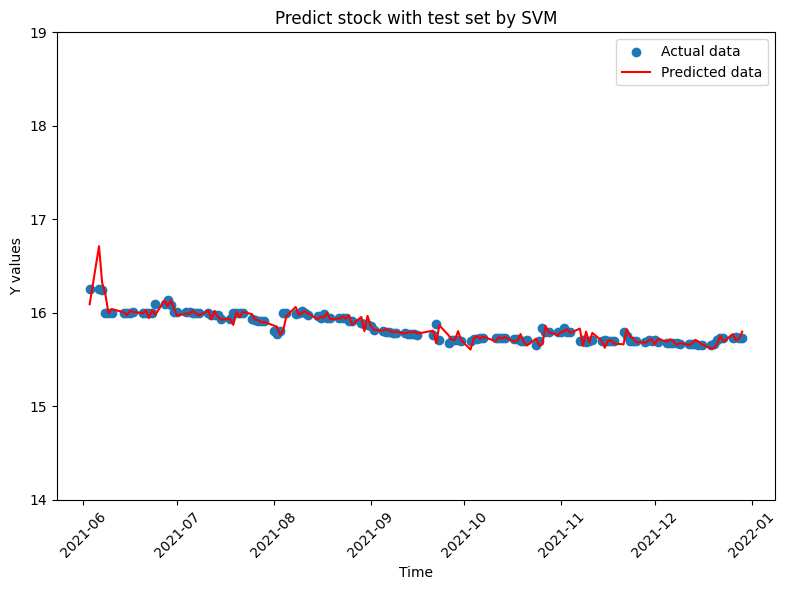 Predict stock with test set by SVM
Actual data
Predicted data
19
18
17
16
15
14
Y values
2021-06
2021-07
2021-08
2021-09
2021-10
2021-11
2021-12
2022-01
Time